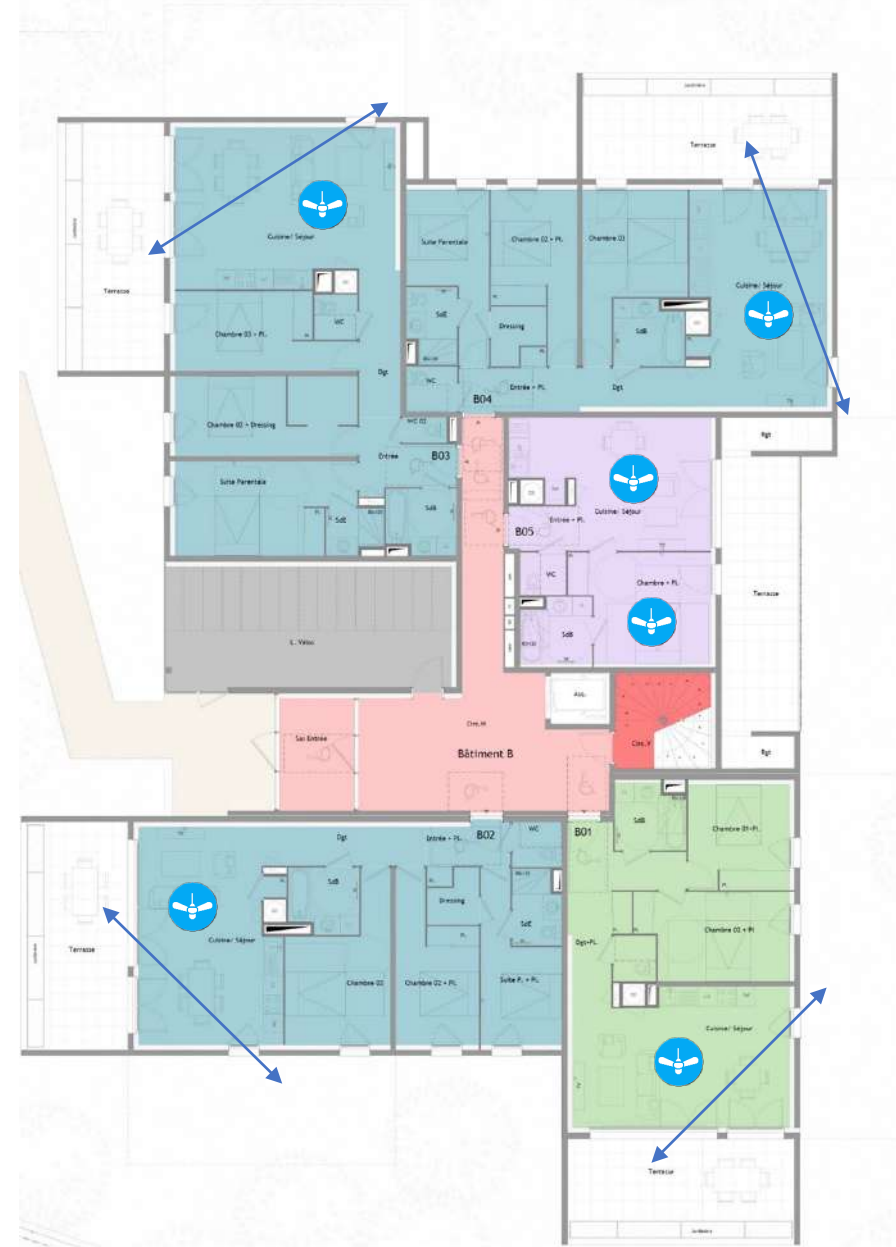 Jardinière
Terrasse
Cuisine/ Séjour
Suite Parentale
Chambre 02 + Pl.
Chambre 03
Cuisine/ Séjour
Terrasse
SdE
Dressing
SdB
WC
Chambre 03 + Pl.
Dgt
WC
Entrée + Pl.
Dgt
B04
Chambre 02 + Dressing
WC 02
Rgt
Entrée
B03
Suite Parentale
SdE
SdB
Cuisine/ Séjour
Entrée + Pl.
B05
WC
Chambre + Pl.
Terrasse
SdB
L. Vélos
Asc.
Circ.H
Sas Entrée
Circ.V
Bâtiment B
Rgt
Dgt
Entrée + Pl.
B02
WC
B01
SdB
Chambre 01+Pl.
SdB
Dressing
SdE
Terrasse
Cuisine/ Séjour
Dgt+Pl.
Chambre 02 + Pl
Chambre 03
Chambre 02 + Pl.
Suite P. + Pl.
Cuisine/ Séjour
Terrasse